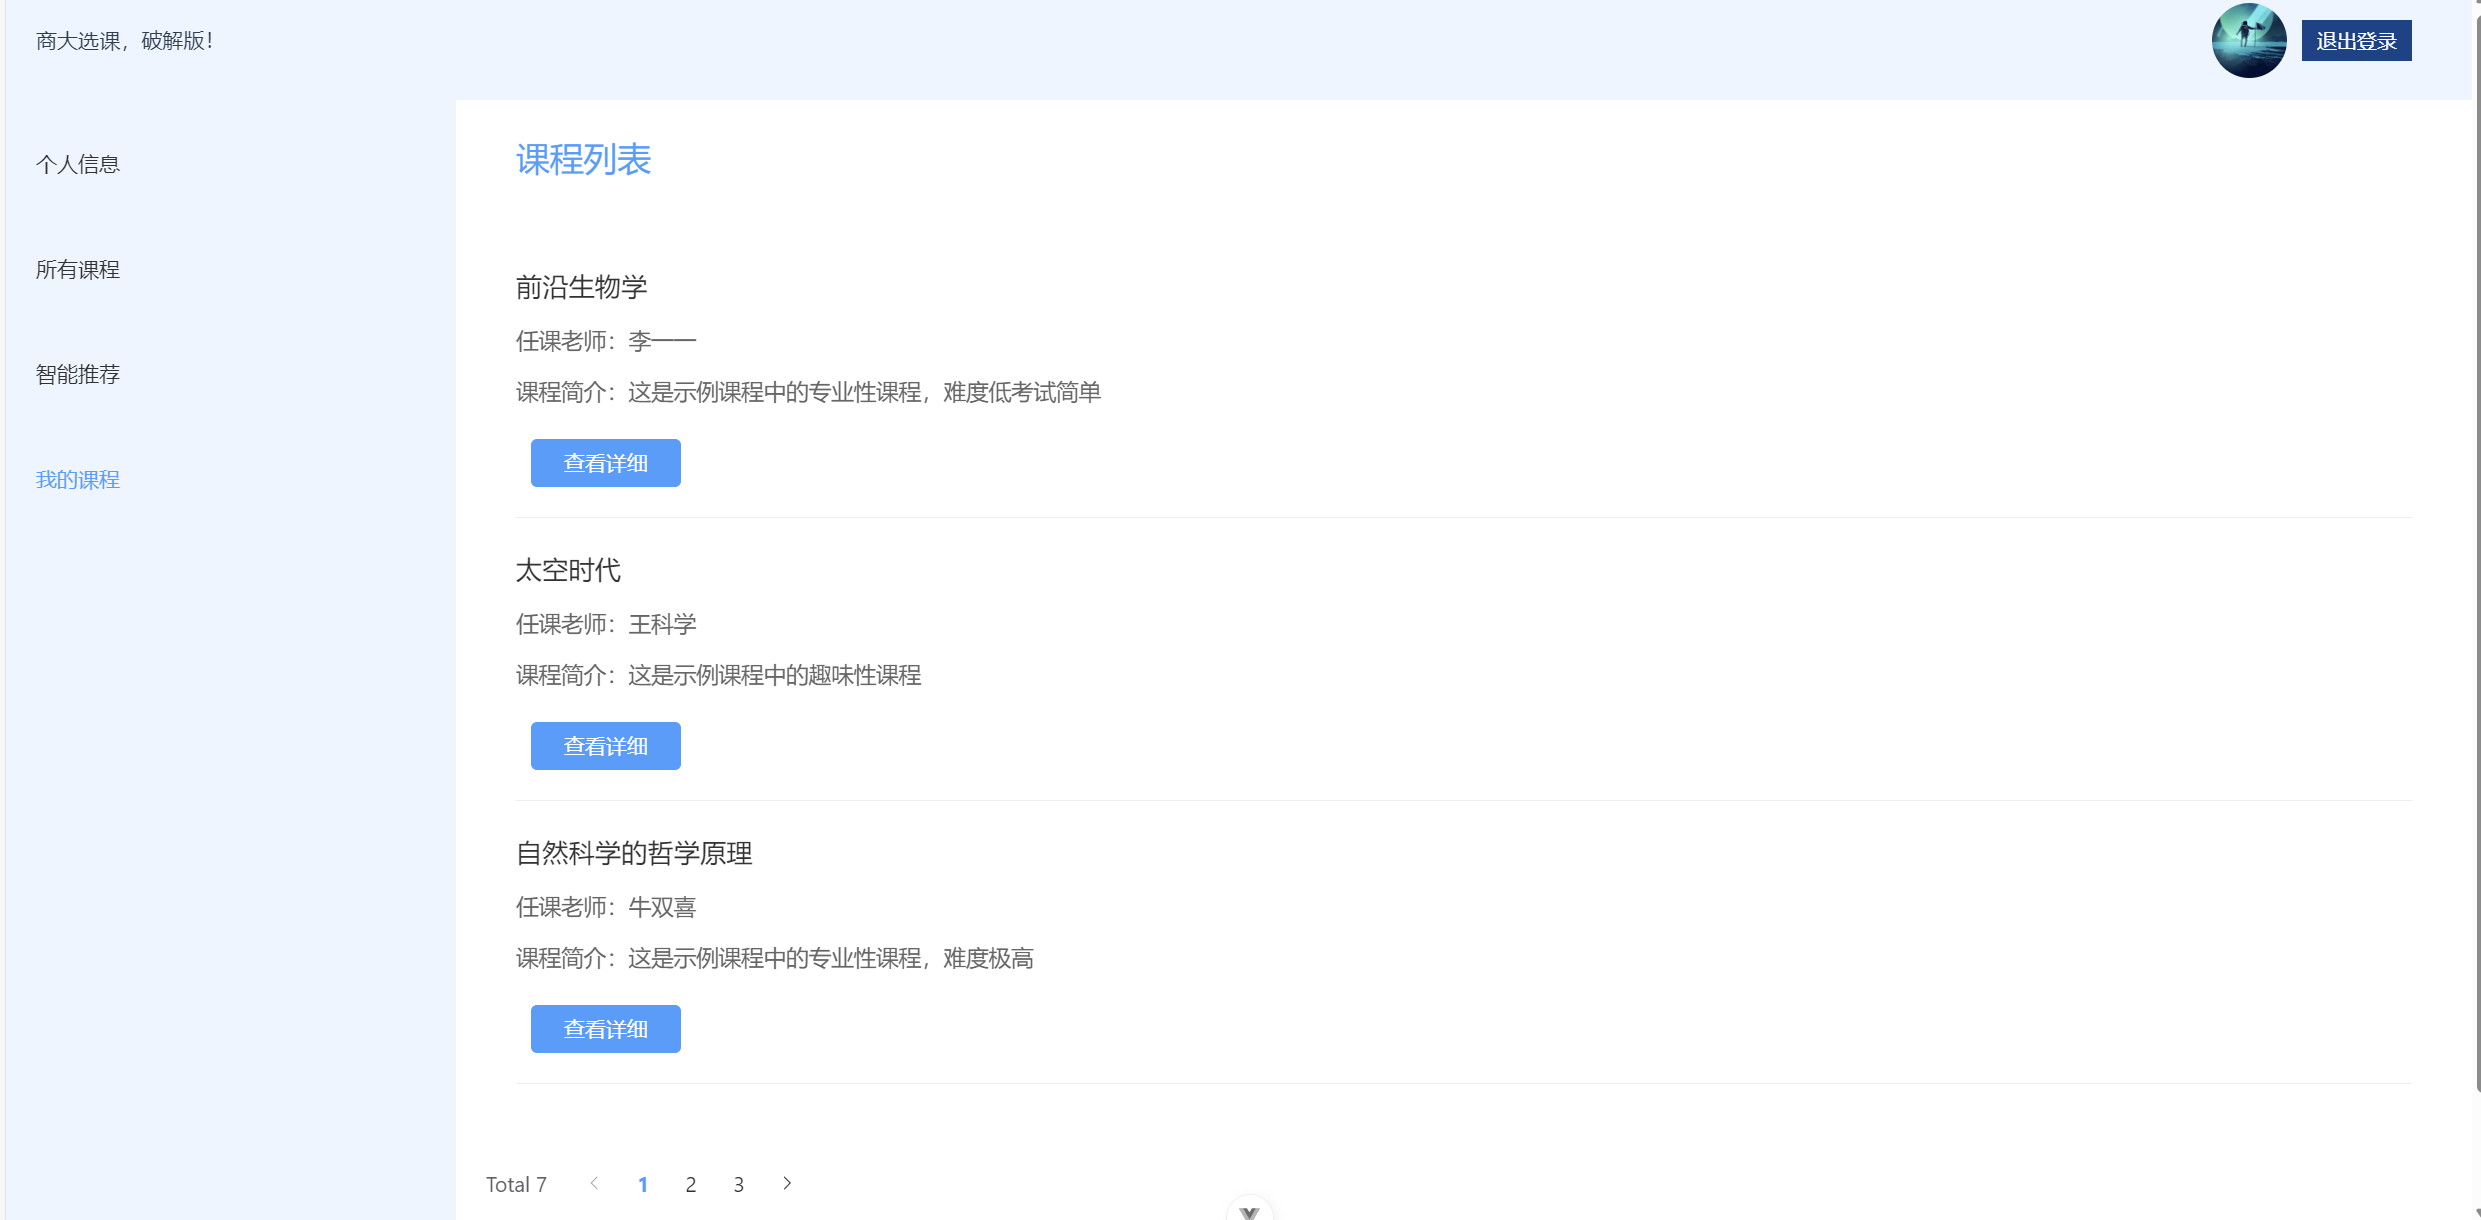 商大选课，破解版！
退出登录
个人信息
所有课程
智能推荐
我的课程
课程列表
前沿生物学
任课老师：李一一
课程简介：这是示例课程中的专业性课程，难度低考试简单
查看详细
太空时代
任课老师：王科学
课程简介：这是示例课程中的趣味性课程
查看详细
自然科学的哲学原理
任课老师：牛双喜
课程简介：这是示例课程中的专业性课程，难度极高
查看详细
Total 7 1 2 3